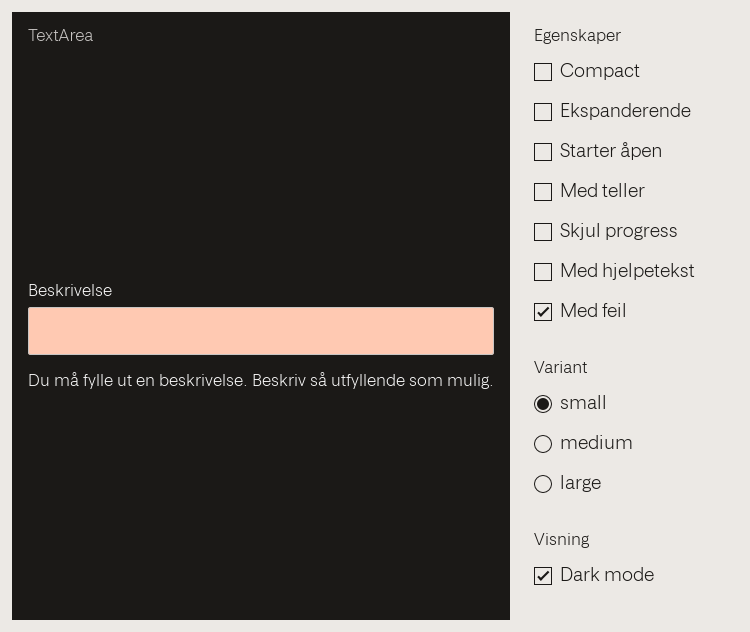 TextArea
Beskrivelse
Du må fylle ut en beskrivelse. Beskriv så utfyllende som mulig.
Egenskaper
Compact
Ekspanderende
Starter åpen
Med teller
Skjul progress
Med hjelpetekst
Med feil
Variant
small
medium
large
Visning
Dark mode